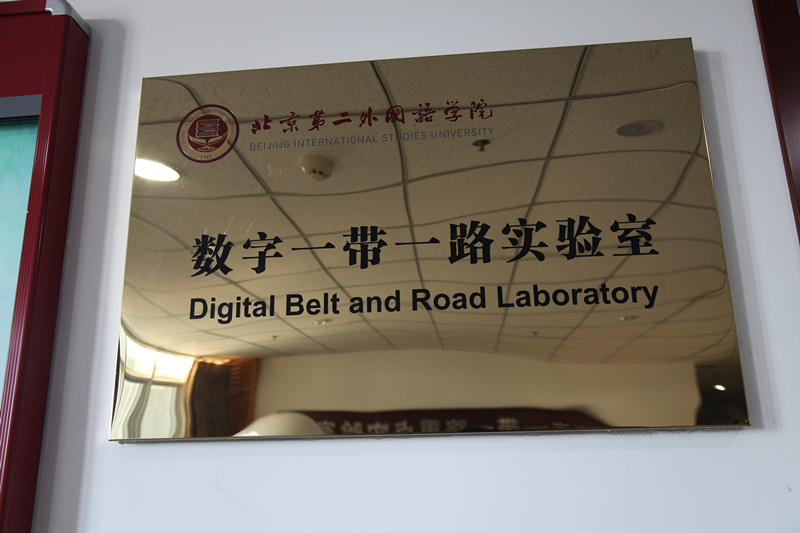 北京第二外国语学院
BEIJING INTERNATIONAL STUDIES UNIVERSITY
数字一带一路实验室
Digital Belt and Road Laboratory